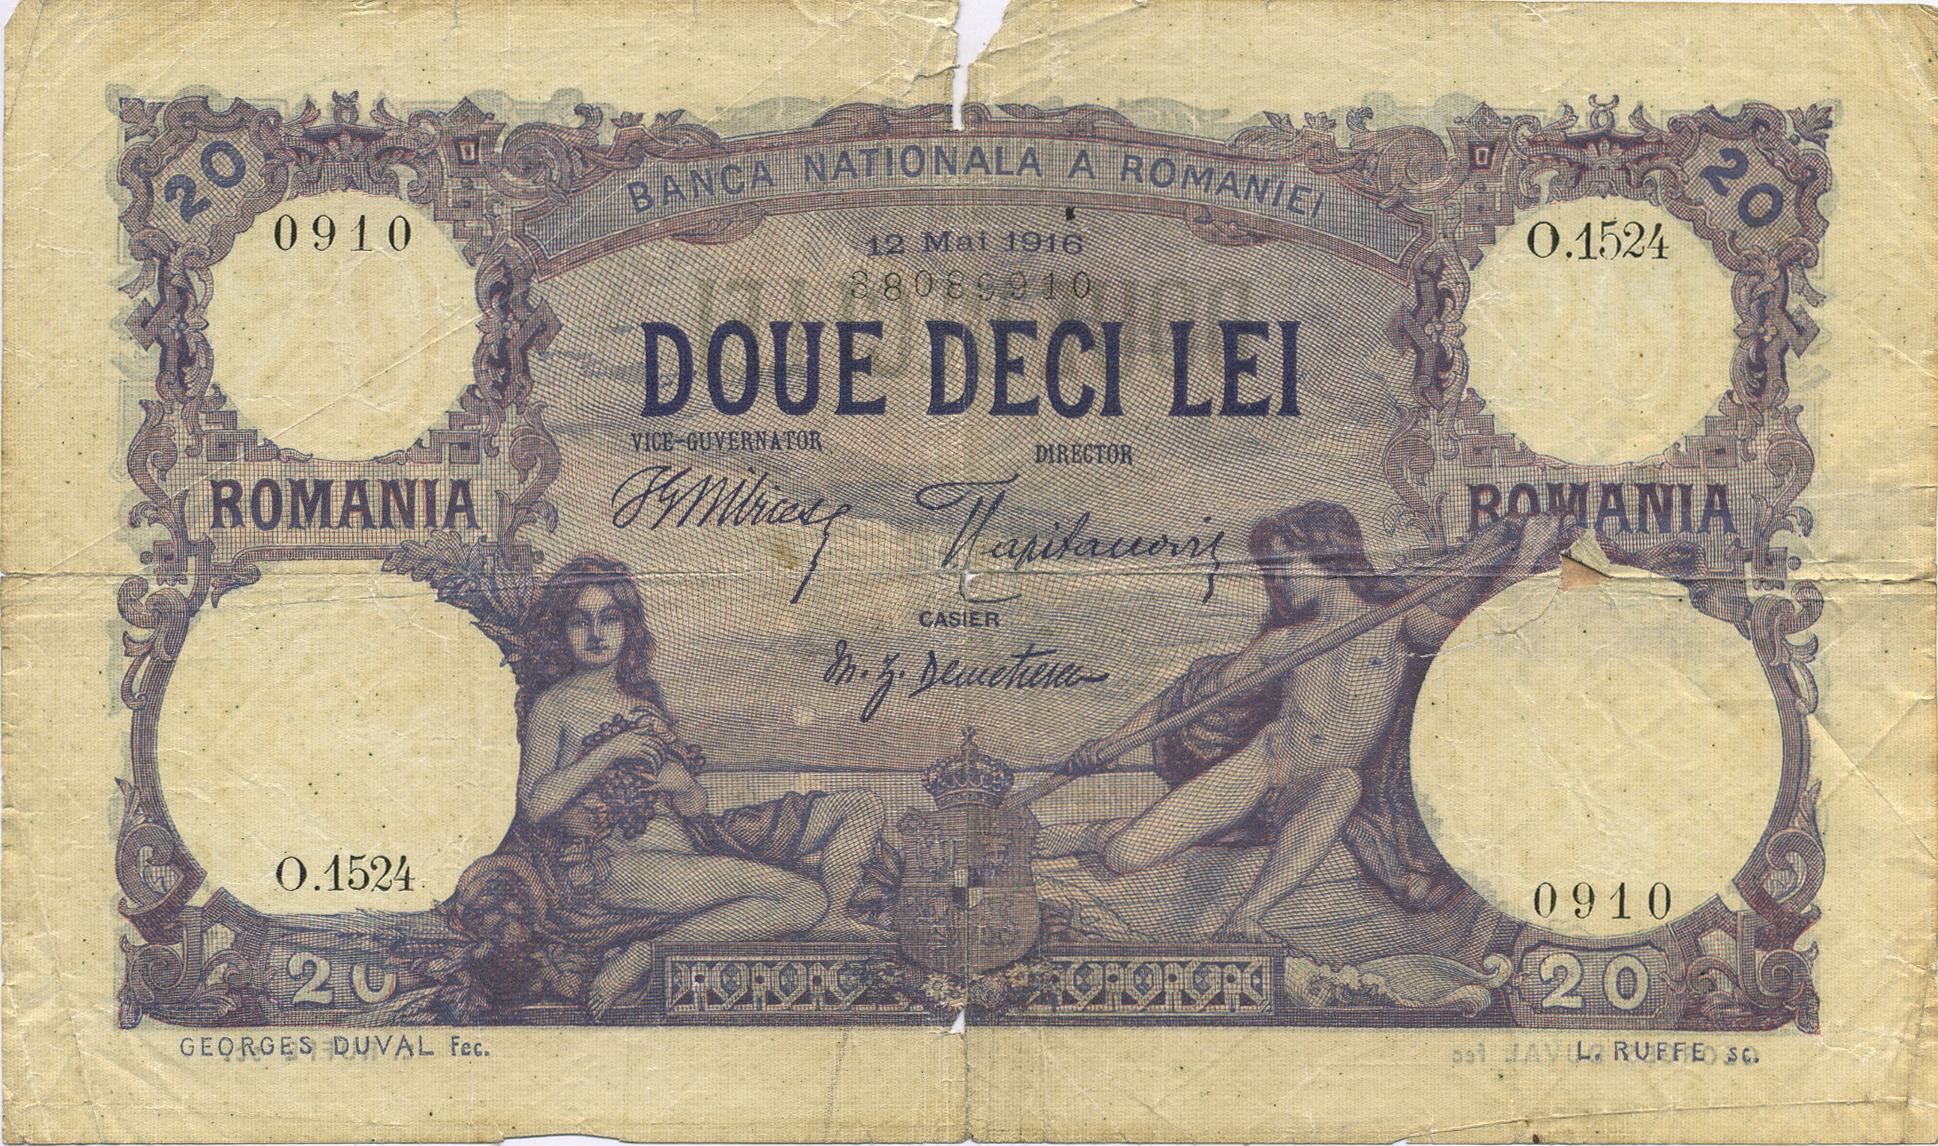 20
20
BANCA NATIONALA A ROMANIEI
0910
O.1524
12 Mai 1916
38089910
DOUE DECI LEI
VICE-GUVERNATOR
DIRECTOR
ROMANIA
ROMANIA
CASIER
M. Z. Demetrescu
O.1524
0910
20
20
GEORGES DUVAL Fec.
L. RUFFE sc.